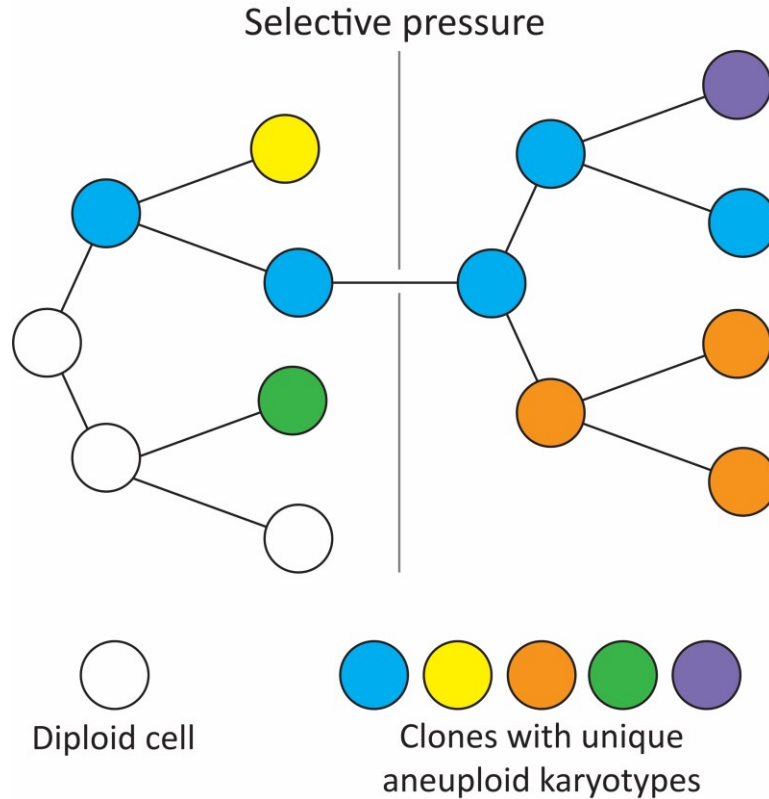 Selective pressure
Diploid cell
Clones with unique
aneuploid karyotypes